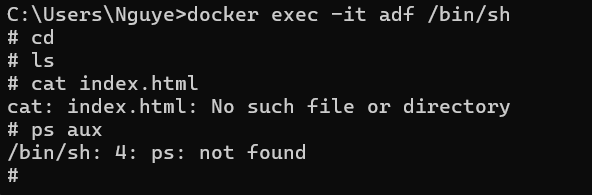 C:\Users\Nguye>docker exec -it adf /bin/sh
# cd
# ls
# cat index.html
cat: index.html: No such file or directory
# ps aux
/bin/sh: 4: ps: not found
#